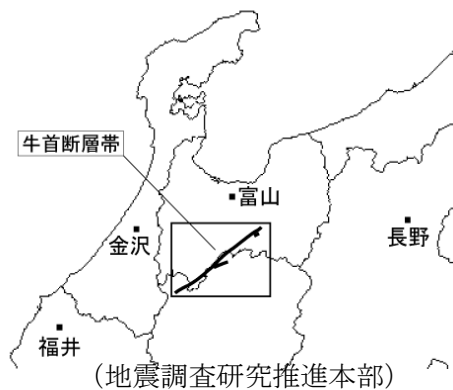 牛首断層帯
富山
金沢
長野
福井
(地震調査研究推進本部)